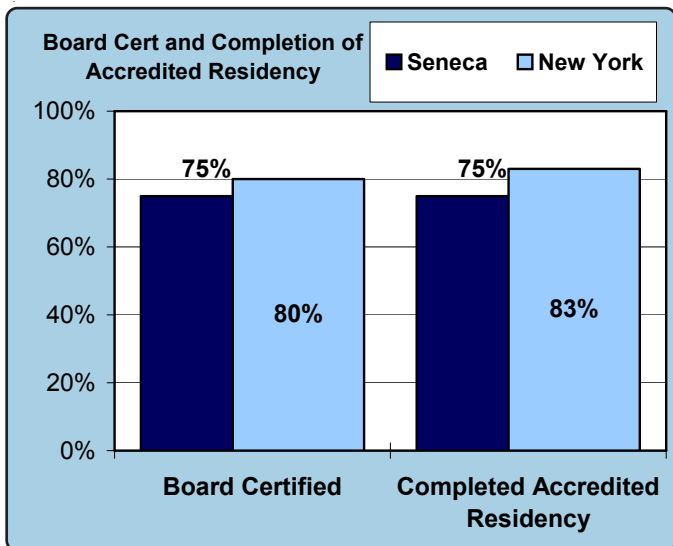 Board Cert and Completion of
Accredited Residency
Seneca New York
100%
80%
60%
40%
20%
0%
75%
80%
75%
83%
Board Certified
Completed Accredited
Residency